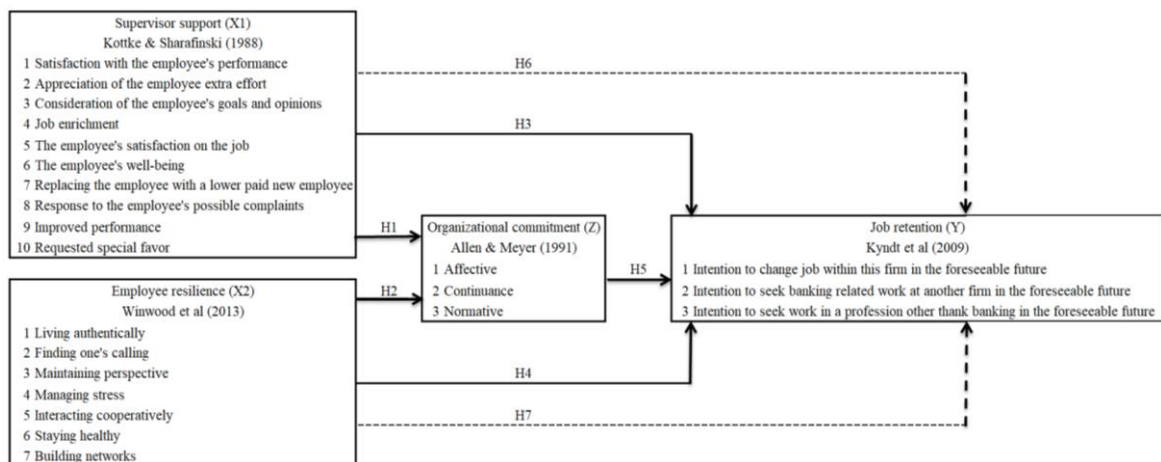 Supervisor support (X1)
Kottke & Sharafinski (1988)
1 Satisfaction with the employee's performance
2 Appreciation of the employee extra effort
3 Consideration of the employee's goals and opinions
4 Job enrichment
5 The employee's satisfaction on the job
6 The employee's well-being
7 Replacing the employee with a lower paid new employee
8 Response to the employee's possible complaints
9 Improved performance
10 Requested special favor
H6
H3
H1
Organizational commitment (Z)
Allen & Meyer (1991)
1 Affective
2 Continuance
3 Normative
H5
Job retention (Y)
Kyndt et al (2009)
1 Intention to change job within this firm in the foreseeable future
2 Intention to seek banking related work at another firm in the foreseeable future
3 Intention to seek work in a profession other thank banking in the foreseeable future
Employee resilience (X2)
Winwood et al (2013)
1 Living authentically
2 Finding one's calling
3 Maintaining perspective
4 Managing stress
5 Interacting cooperatively
6 Staying healthy
7 Building networks
H2
H4
H7